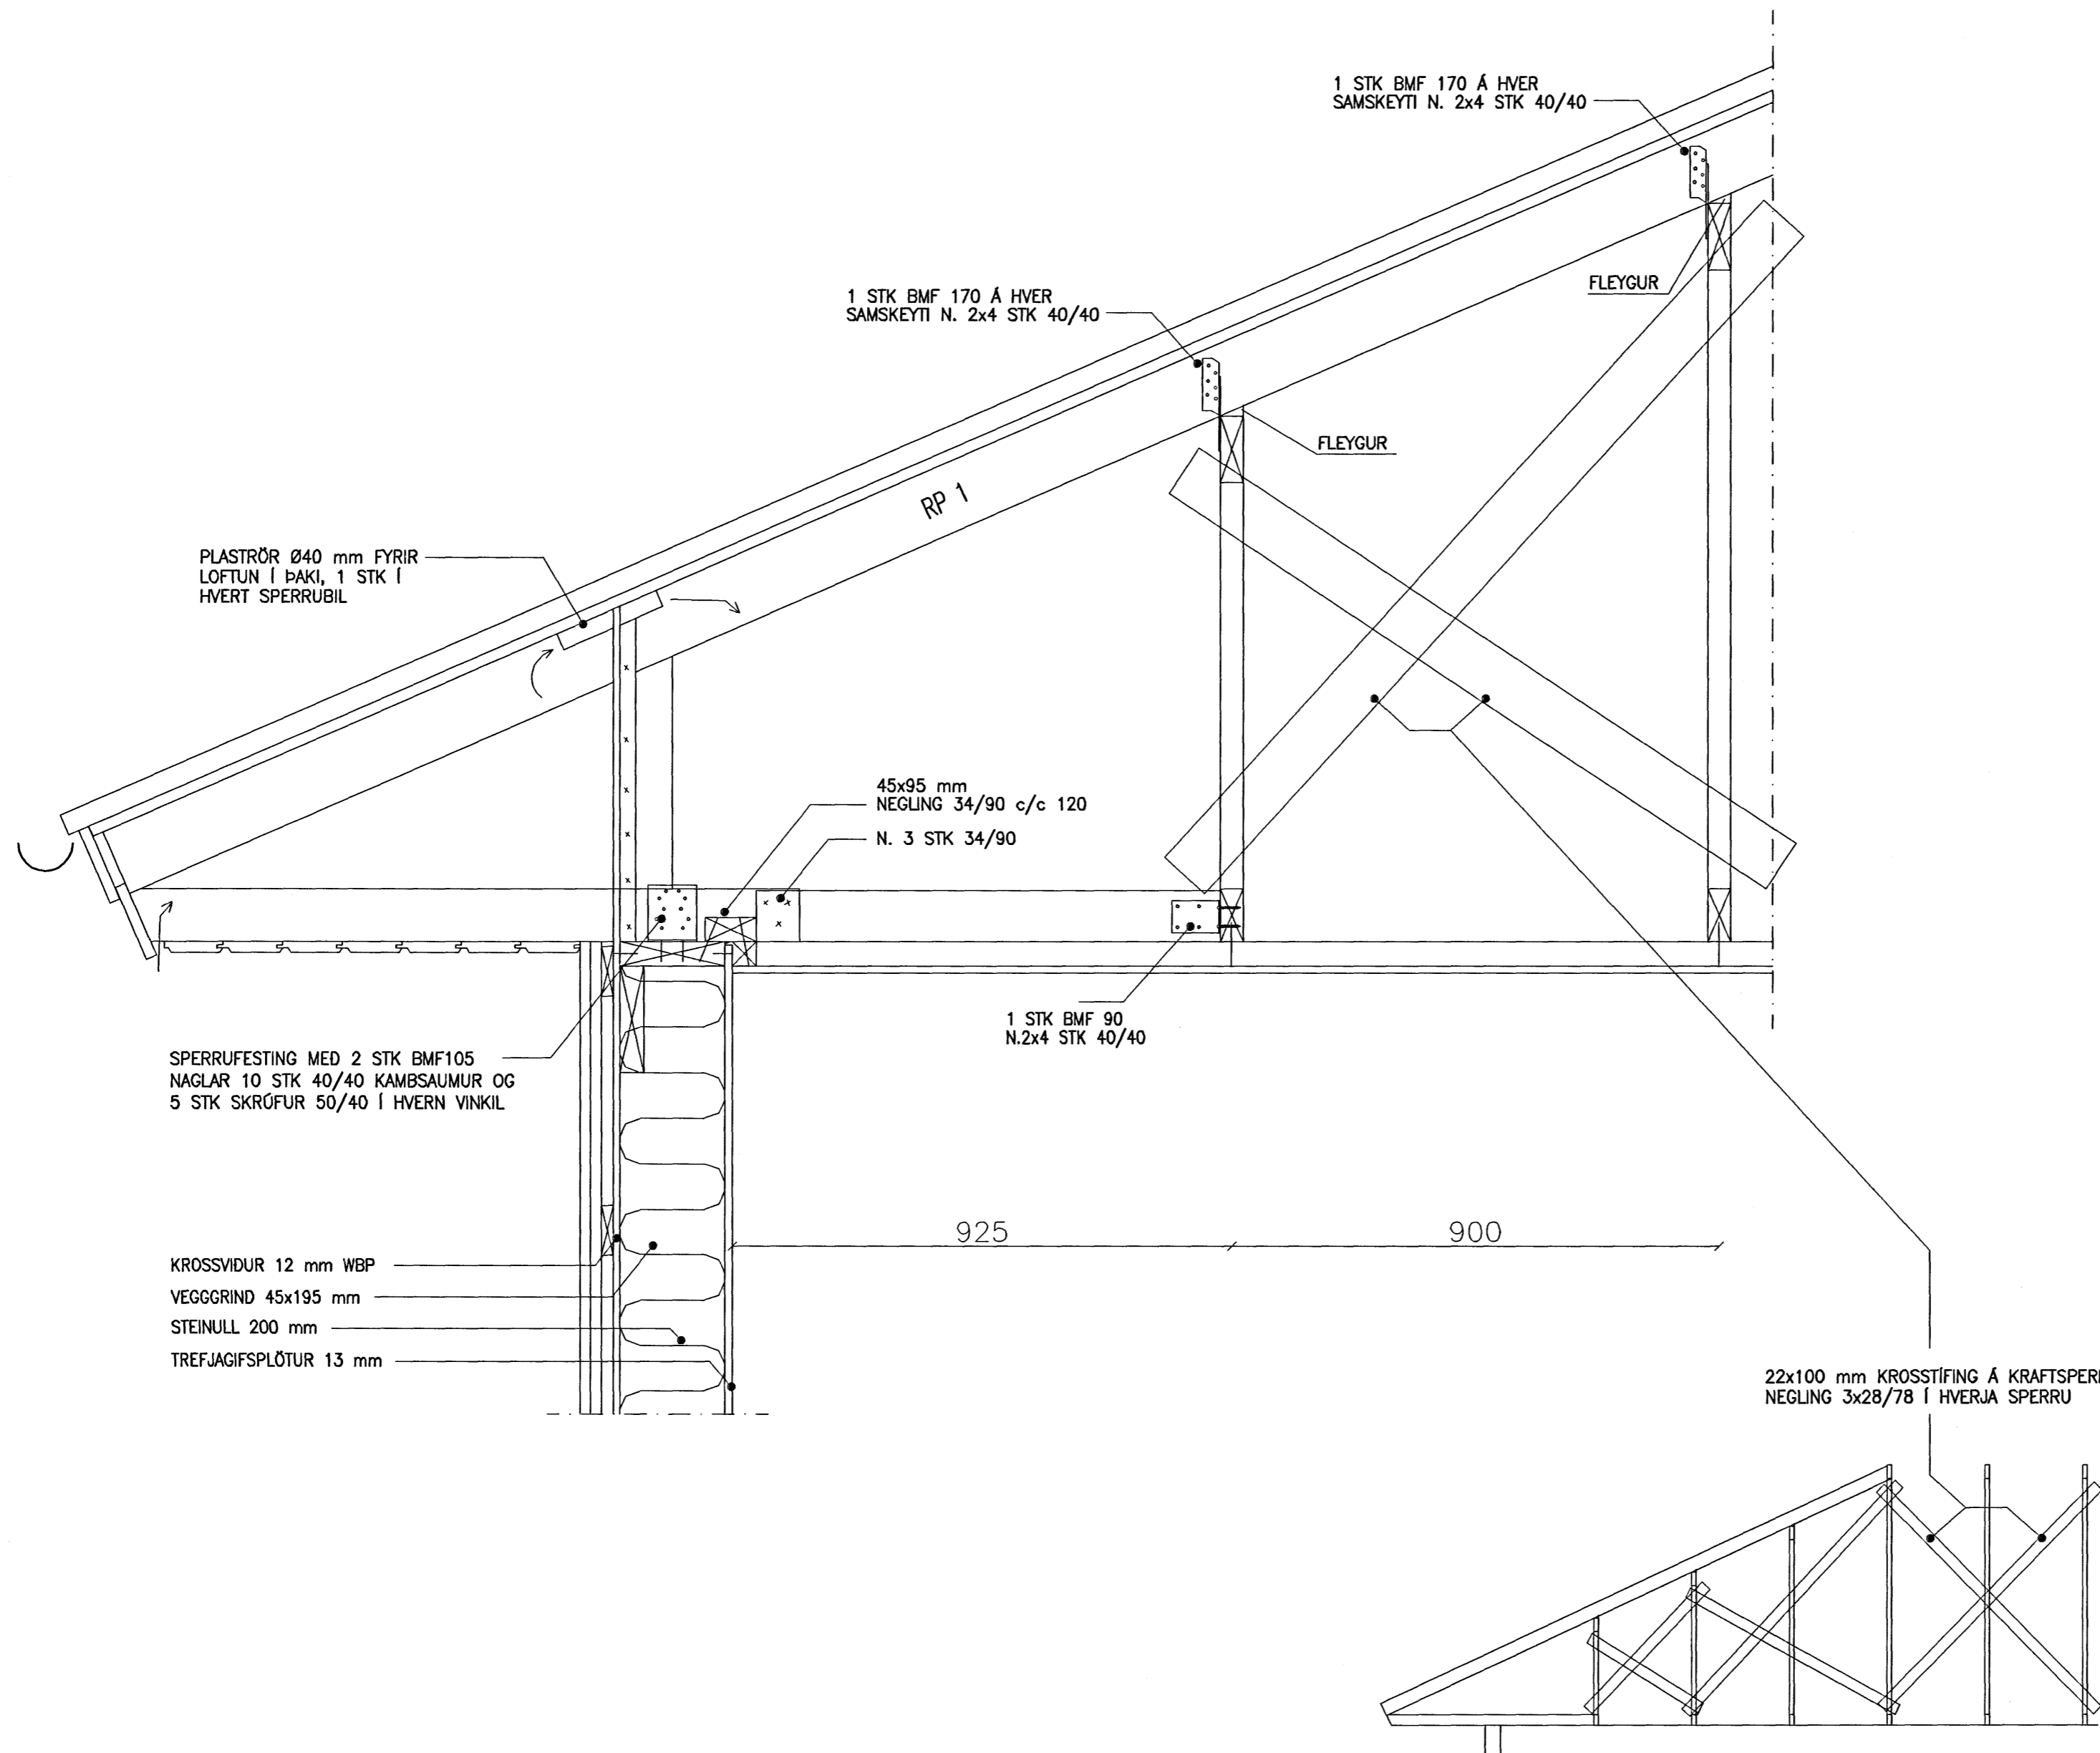 1 STK BMF 170 Á HVER
SAMSKEYTI N. 2x4 STK 40/40
FLEYGUR
1 STK BMF 170 Á HVER
SAMSKEYTI N. 2x4 STK 40/40
FLEYGUR
RP 1
PLASTRÖR Ø40 mm FYRIR
LOFTUN Í ÞAKI, 1 STK Í
HVERT SPERRUBIL
45x95 mm
NEGLING 34/90 c/c 120
N. 3 STK 34/90
1 STK BMF 90
N.2x4 STK 40/40
SPERRUFESTING MED 2 STK BMF105
NAGLAR 10 STK 40/40 KAMBSAUMUR OG
5 STK SKRÚFUR 50/40 Í HVERN VINKIL
925
900
KROSSVIÐUR 12 mm WBP
VEGGGRIND 45x195 mm
STEINULL 200 mm
TREFJAGIFSPLÖTUR 13 mm
22x100 mm KROSSTÍFING Á
NEGLING 3x28/78 Í HVERJA SPERRU